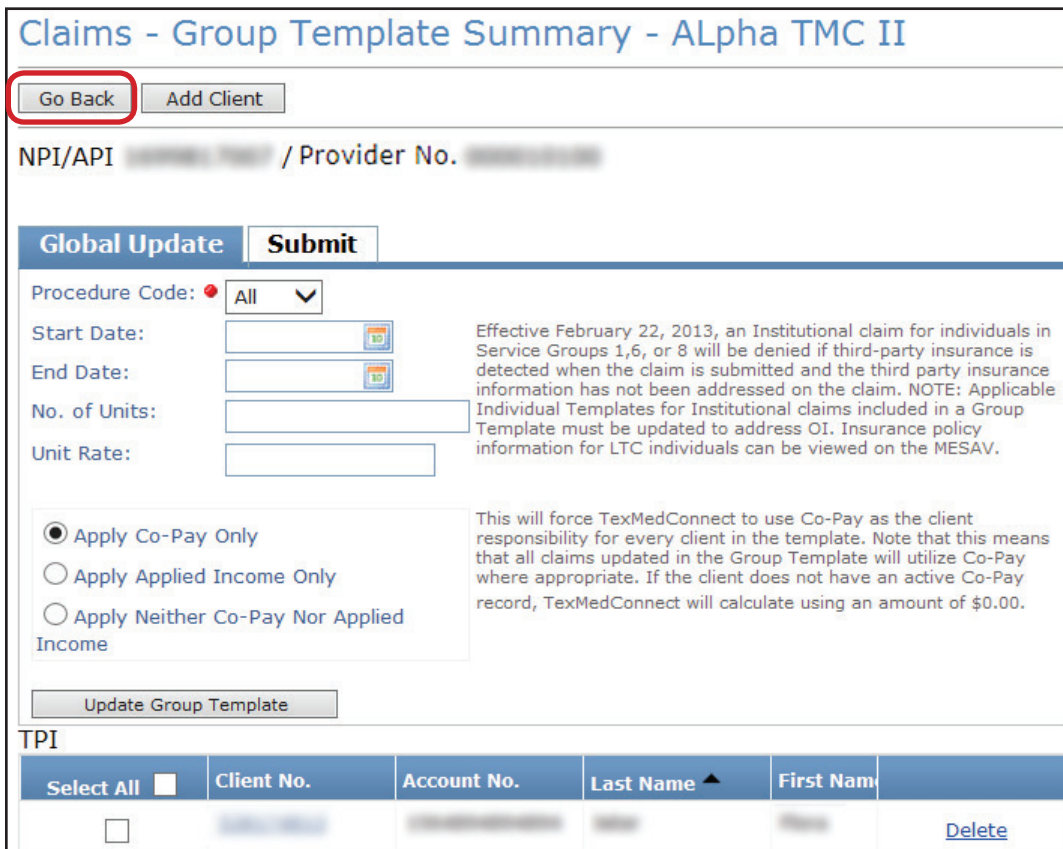 Claims - Group Template Summary - ALpha TMC II
Go Back Add Client
NPI/API / Provider No.
Global Update Submit
Procedure Code: All
Start Date:
End Date:
No. of Units:
Unit Rate:
Effective February 22, 2013, an Institutional claim for individuals in
Service Groups 1,6, or 8 will be denied if third-party insurance is
detected when the claim is submitted and the third party insurance
information has not been addressed on the claim. NOTE: Applicable
Individual Templates for Institutional claims included in a Group
Template must be updated to address OI. Insurance policy
information for LTC individuals can be viewed on the MESAV.
Apply Co-Pay Only
Apply Applied Income Only
Apply Neither Co-Pay Nor Applied
Income
This will force TexMedConnect to use Co-Pay as the client
responsibility for every client in the template. Note that this means
that all claims updated in the Group Template will utilize Co-Pay
where appropriate. If the client does not have an active Co-Pay
record, TexMedConnect will calculate using an amount of $0.00.
Update Group Template
TPI
Select All Client No. Account No. Last Name First Nam
Delete